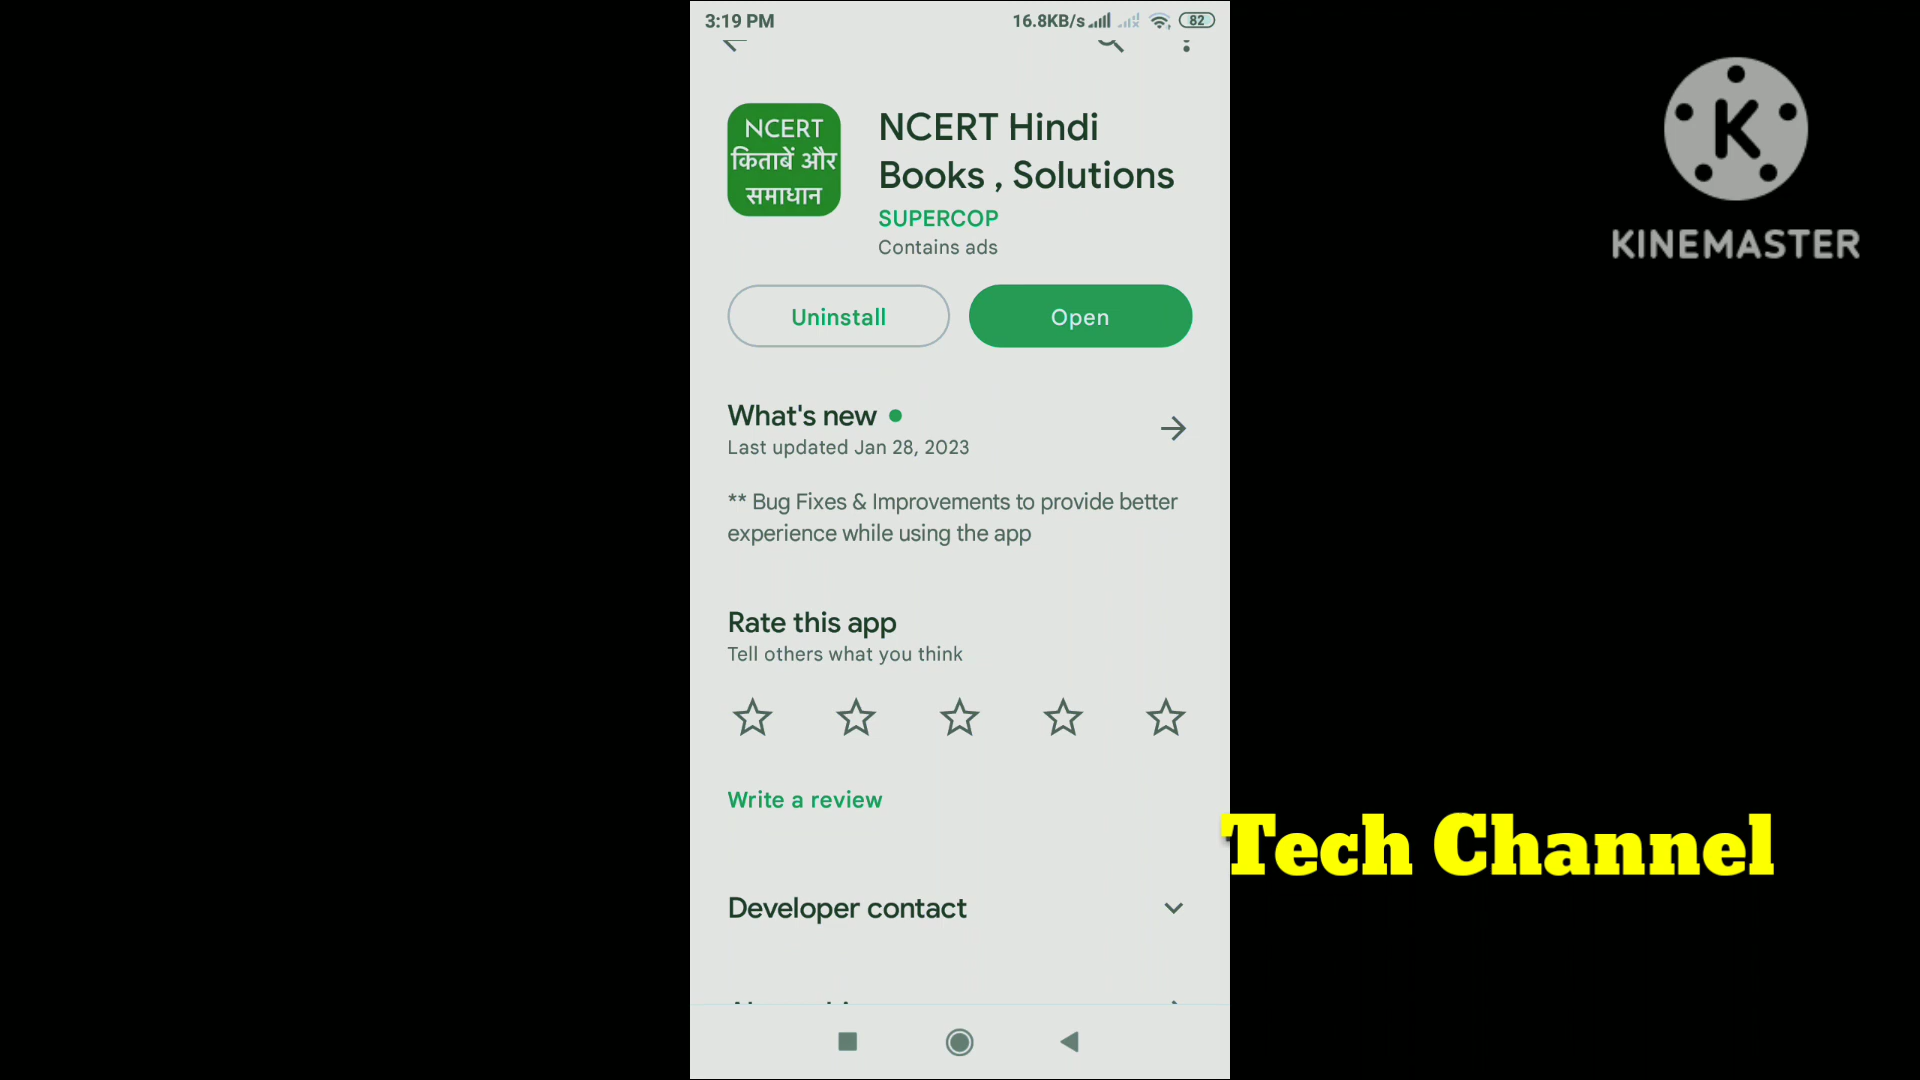 3:19 PM
16.8KB/s
82
NCERT
किताबें और
समाधान
NCERT Hindi
Books , Solutions
SUPERCOP
Contains ads
Uninstall
Open
What's new
Last updated Jan 28, 2023
** Bug Fixes & Improvements to provide better
experience while using the app
Rate this app
Tell others what you think
Write a review
Developer contact
K
KINEMASTER
Tech Channel